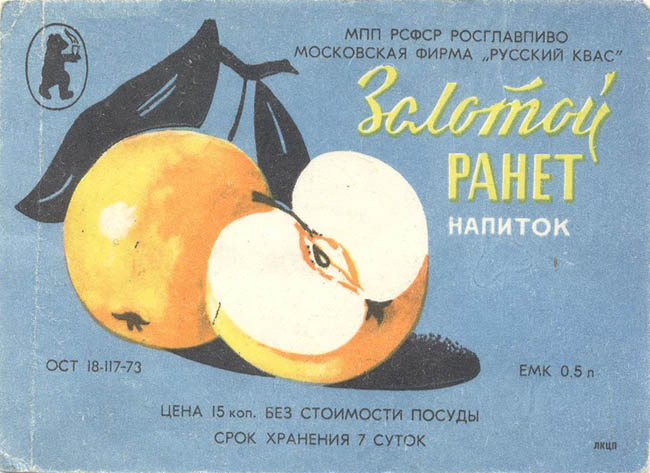 МПП РСФСР РОСГЛАВПИВО
МОСКОВСКАЯ ФИРМА „РУССКИЙ КВАС"
Золотой
РАНЕТ
НАПИТОК
ОСТ 18-117-73
ЕМК 0.5 л
ЦЕНА 15 коп. БЕЗ СТОИМОСТИ ПОСУДЫ
СРОК ХРАНЕНИЯ 7 СУТОК
ЛКЦП